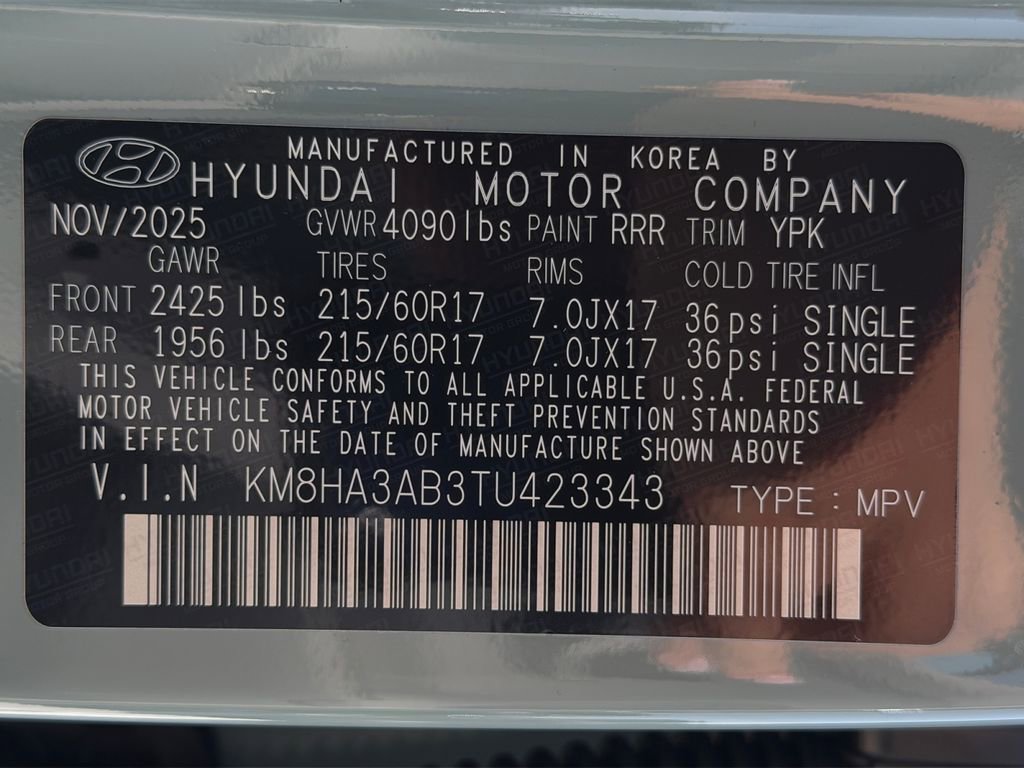 MANUFACTURED IN KOREA BY
HYUNDAI MOTOR COMPANY
NOV/2025 GVWR 4090 lbs PAINT RRR TRIM YPK
GAWR TIRES RIMS COLD TIRE INFL
FRONT 2425 lbs 215/60R17 7.0JX17 36psi SINGLE
REAR 1956 lbs 215/60R17 7.0JX17 36psi SINGLE
THIS VEHICLE CONFORMS TO ALL APPLICABLE U.S.A. FEDERAL
MOTOR VEHICLE SAFETY AND THEFT PREVENTION STANDARDS
IN EFFECT ON THE DATE OF MANUFACTURE SHOWN ABOVE
V.I.N KM8HA3AB3TU423343 TYPE : MPV